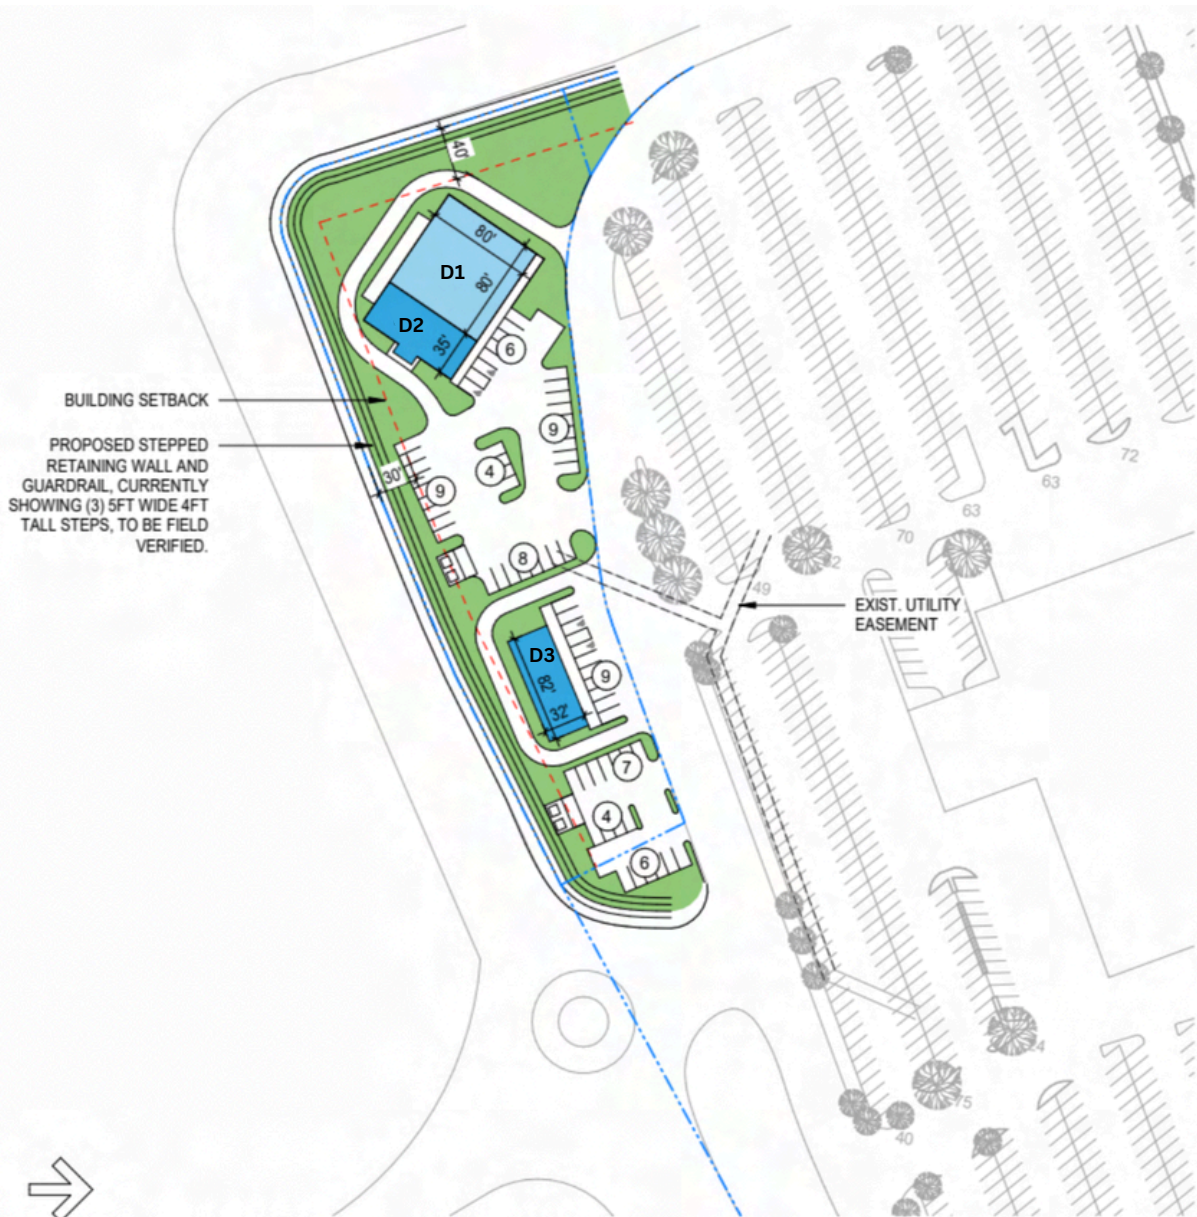 40'
80'
D1
80'
D2
35'
6
BUILDING SETBACK
9
PROPOSED STEPPED
RETAINING WALL AND
GUARDRAIL, CURRENTLY
SHOWING (3) 5FT WIDE 4FT
TALL STEPS, TO BE FIELD
VERIFIED.
30'
4
9
72
63
63
70
8
49
EXIST. UTILITY
EASEMENT
D3
82'
32'
9
7
4
6
75
40